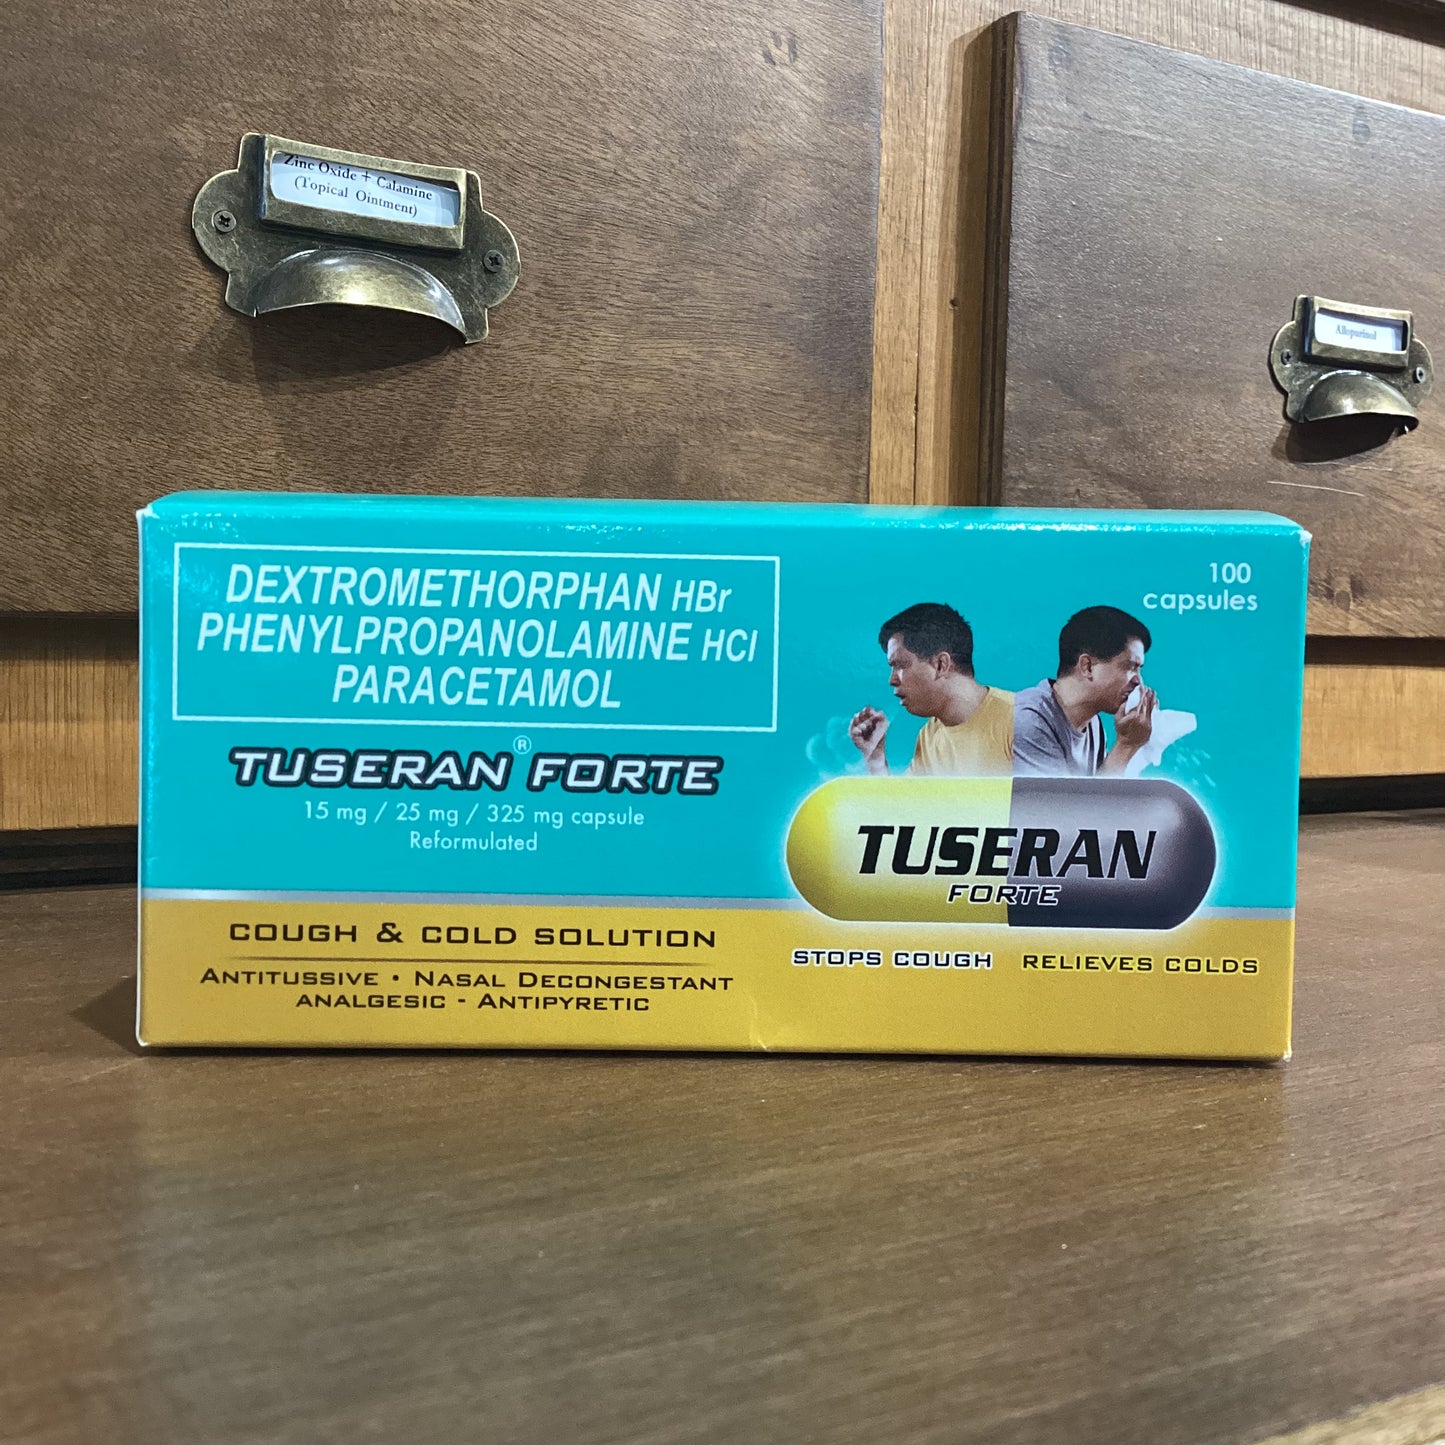 Zinc Oxide + Calamine
(Topical Ointment)
Allopurinol
DEXTROMETHORPHAN HBr
PHENYLPROPANOLAMINE HCl
PARACETAMOL
TUSERAN® FORTE
15 mg / 25 mg / 325 mg capsule
Reformulated
COUGH & COLD SOLUTION
ANTITUSSIVE • NASAL DECONGESTANT
ANALGESIC - ANTIPYRETIC
100
capsules
TUSERAN
FORTE
STOPS COUGH RELIEVES COLDS